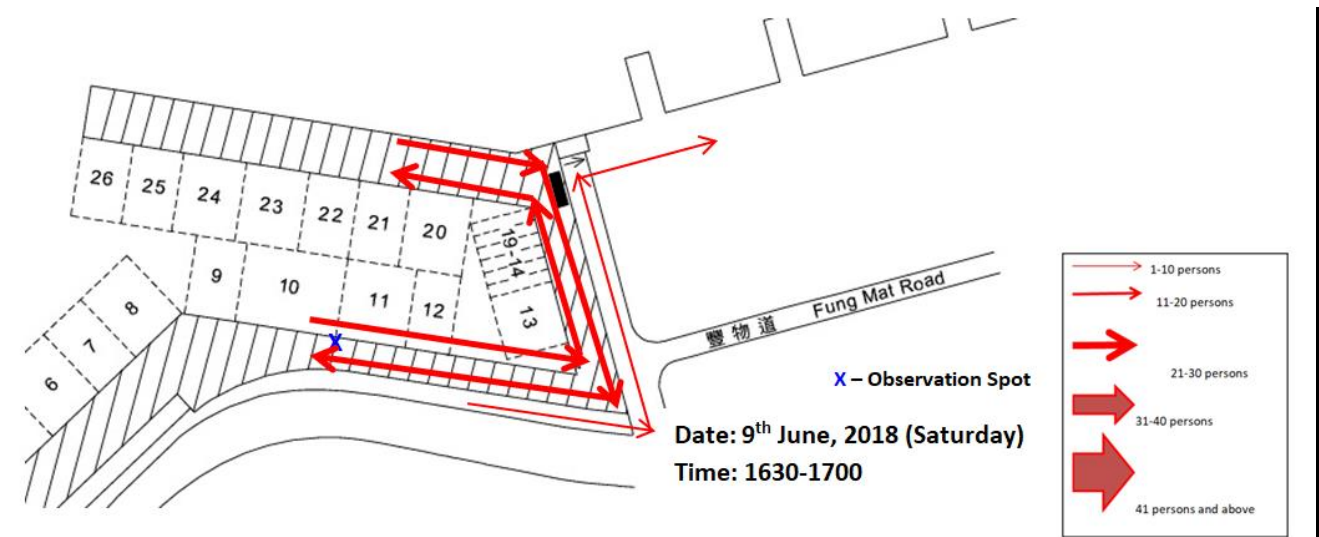 26
25
24
23
22
21
20
19-14
13
9
10
11
12
8
7
6
X
豐物道 Fung Mat Road
X – Observation Spot
Date: 9th June, 2018 (Saturday)
Time: 1630-1700
1-10 persons
11-20 persons
21-30 persons
31-40 persons
41 persons and above